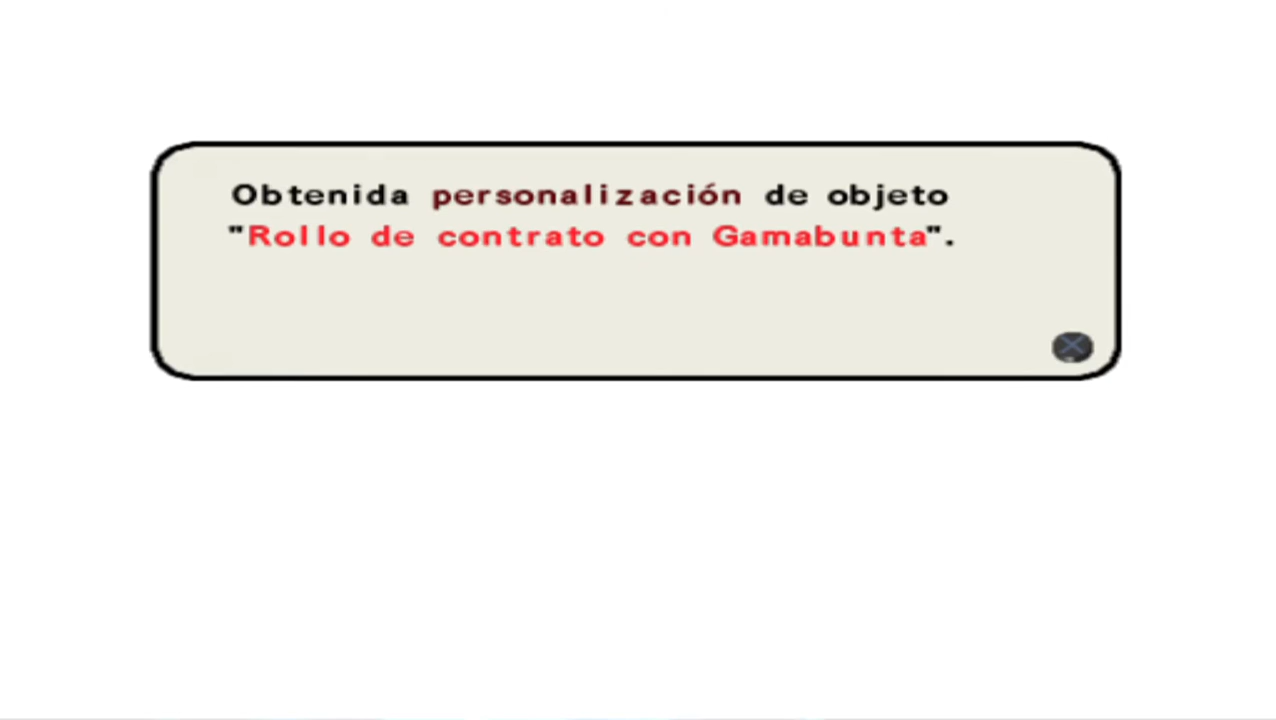 Obtenida personalización de objeto
"Rollo de contrato con Gamabunta".